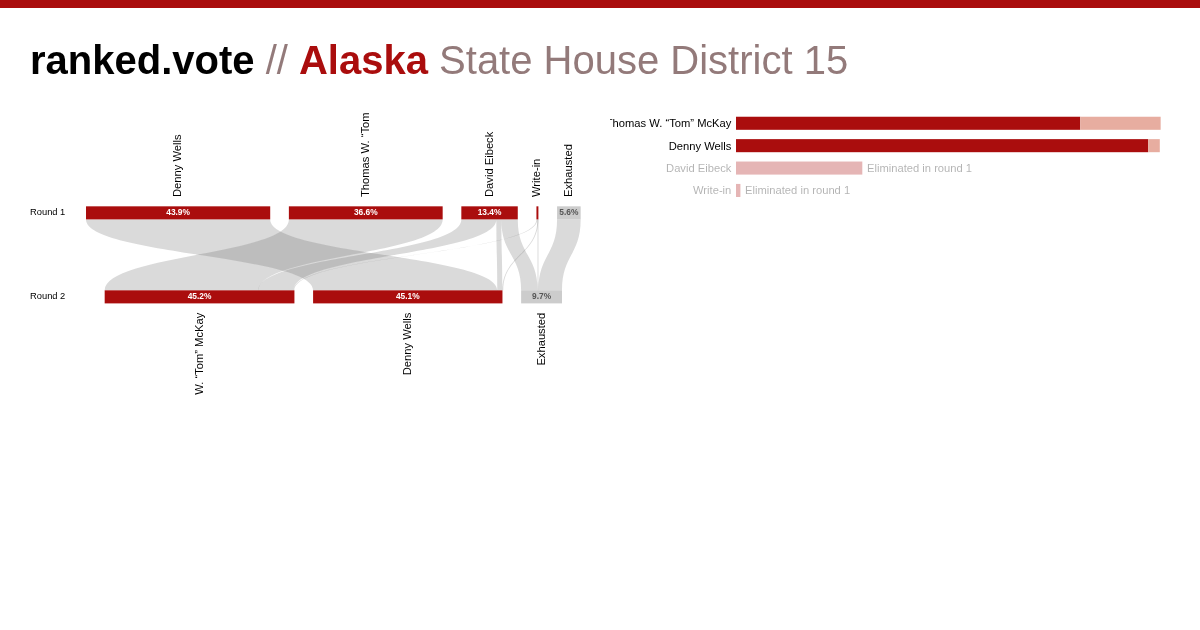 ranked.vote // Alaska State House District 15
Denny Wells
Thomas W. “Tom
David Eibeck
Write-in
Exhausted
Round 1
43.9%
36.6%
13.4%
5.6%
Round 2
45.2%
45.1%
9.7%
W. “Tom” McKay
Denny Wells
Exhausted
Thomas W. “Tom” McKay
Denny Wells
David Eibeck
Eliminated in round 1
Write-in
Eliminated in round 1